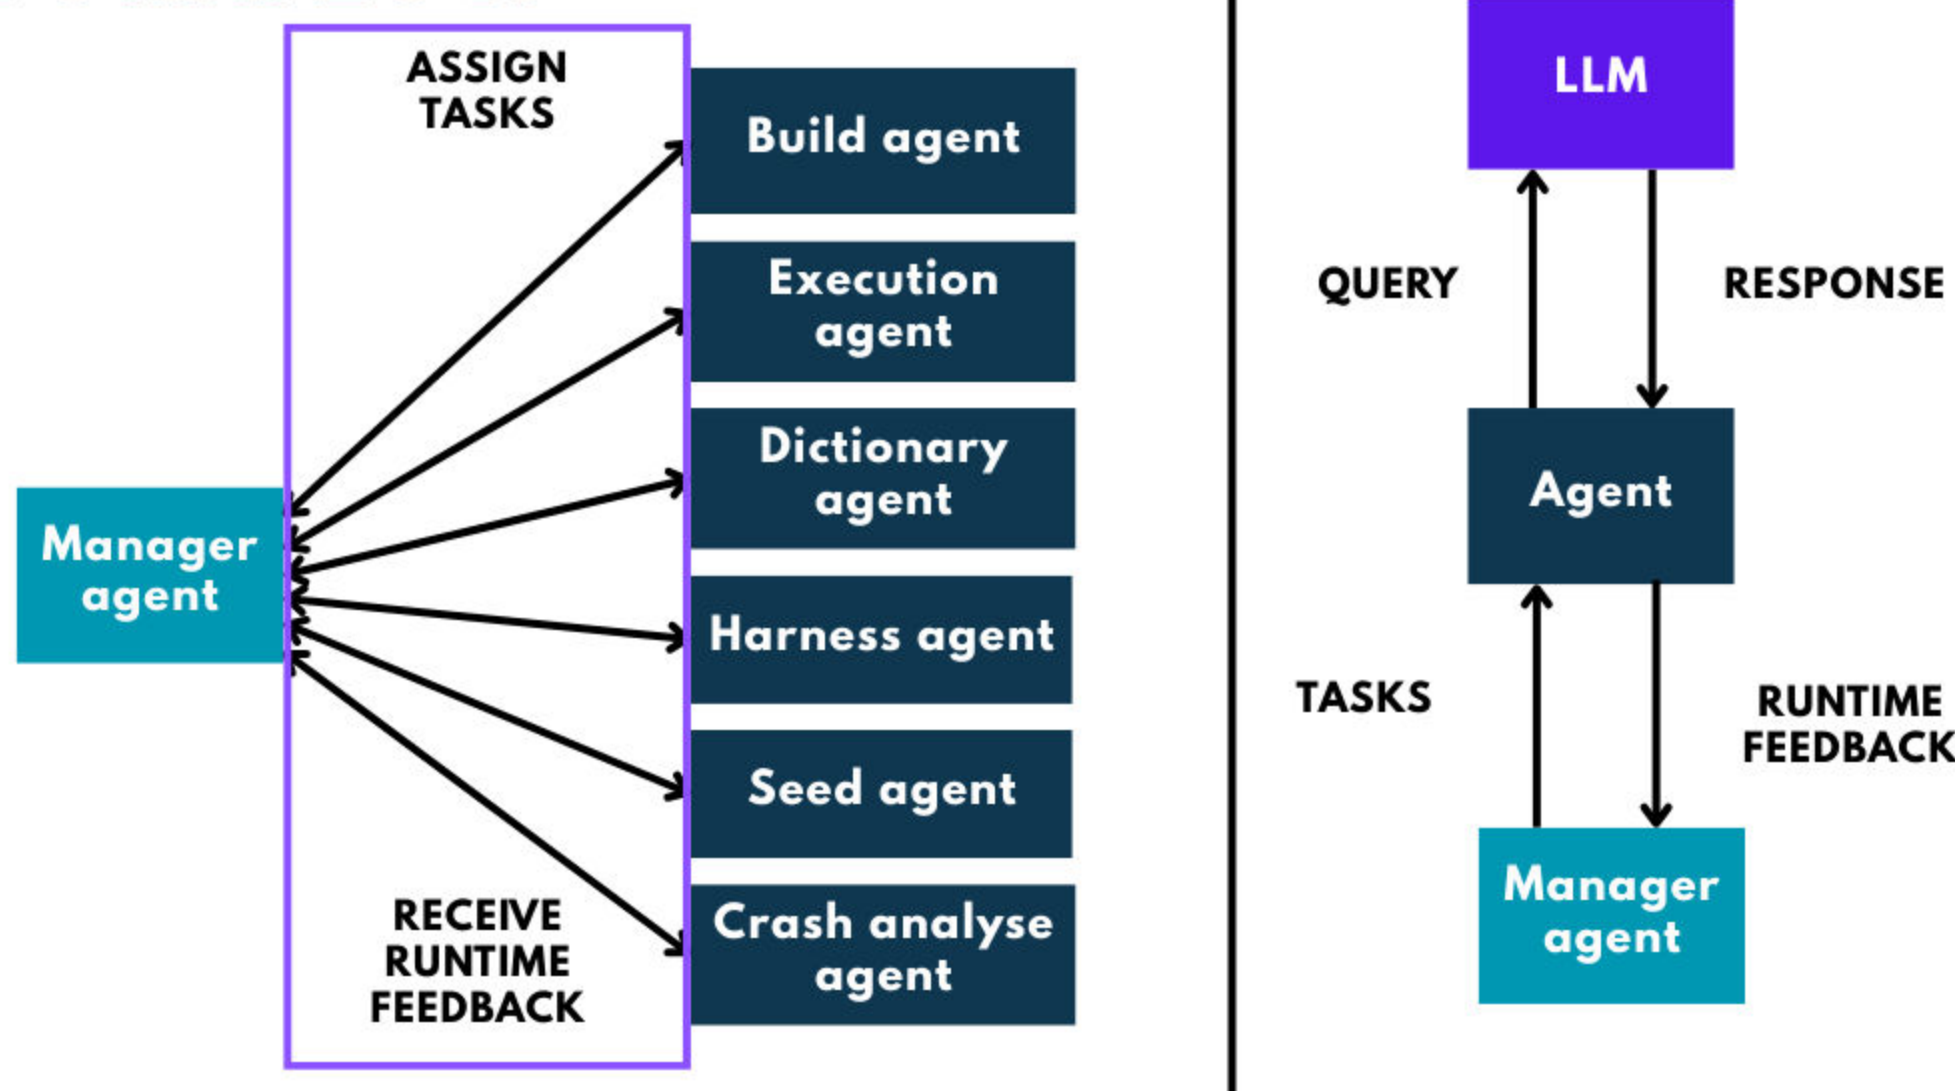 ASSIGN
TASKS
Manager
agent
RECEIVE
RUNTIME
FEEDBACK
Build agent
Execution
agent
Dictionary
agent
Harness agent
Seed agent
Crash analyse
agent
LLM
QUERY
RESPONSE
Agent
TASKS
RUNTIME
FEEDBACK
Manager
agent